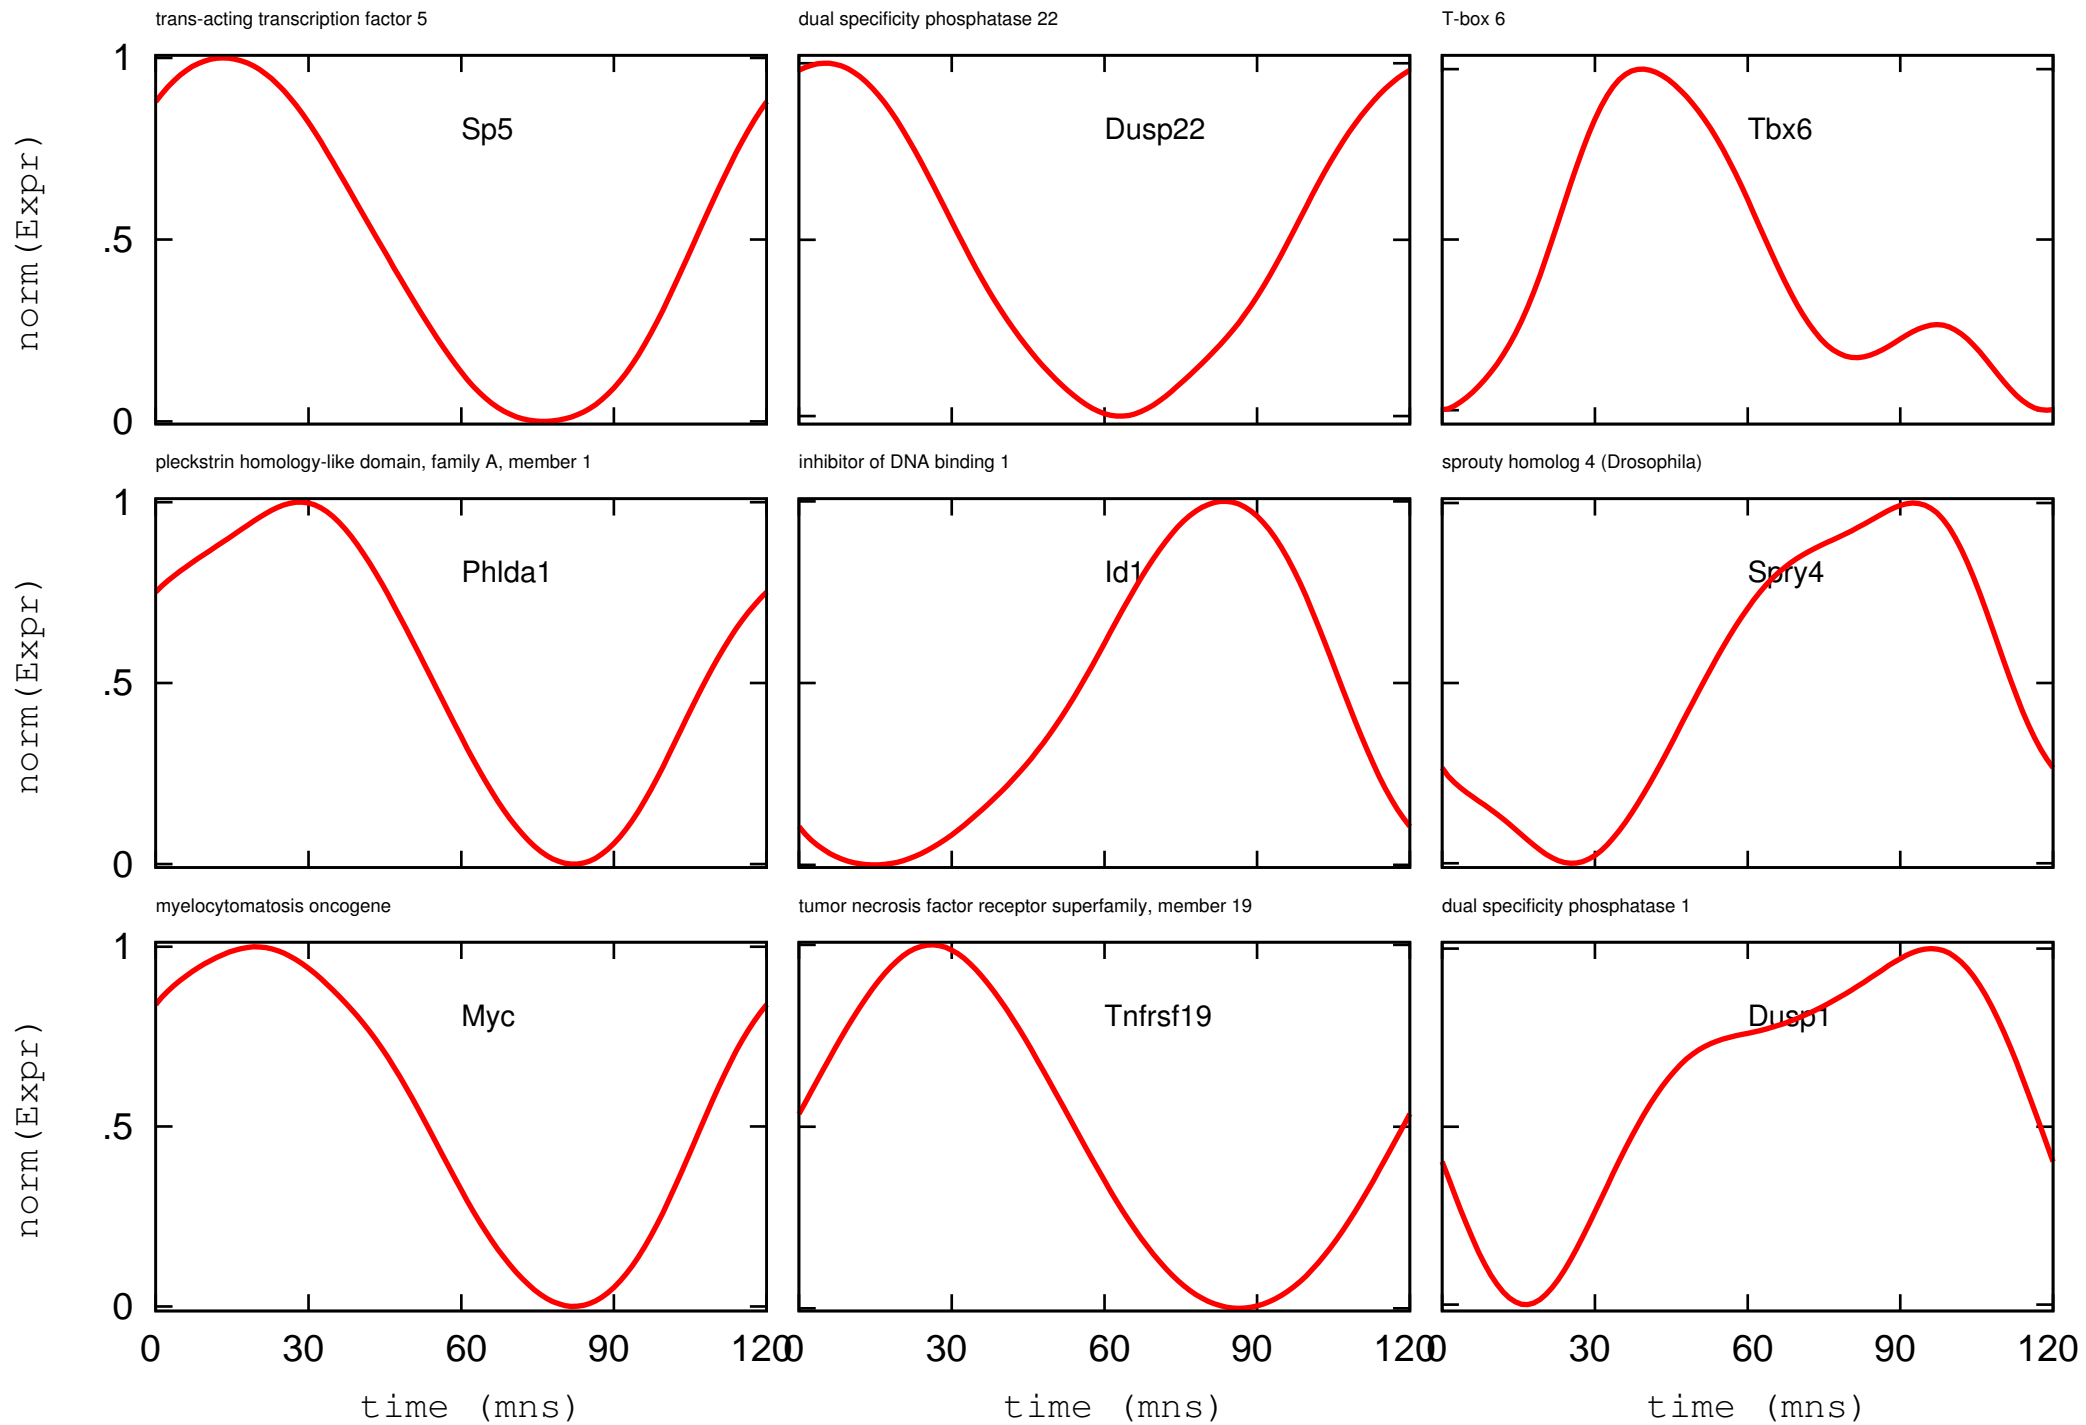 trans-acting transcription factor 5
dual specificity phosphatase 22
T-box 6
1
.5
0
norm(Expr)
Sp5
Dusp22
Tbx6
pleckstrin homology-like domain, family A, member 1
inhibitor of DNA binding 1
sprouty homolog 4 (Drosophila)
1
.5
0
norm(Expr)
Phlda1
Id1
Spry4
myelocytomatosis oncogene
tumor necrosis factor receptor superfamily, member 19
dual specificity phosphatase 1
1
.5
0
norm(Expr)
Myc
Tnfrsf19
Dusp1
0 30 60 90 120
0 30 60 90 120
0 30 60 90 120
time (mns)
time (mns)
time (mns)